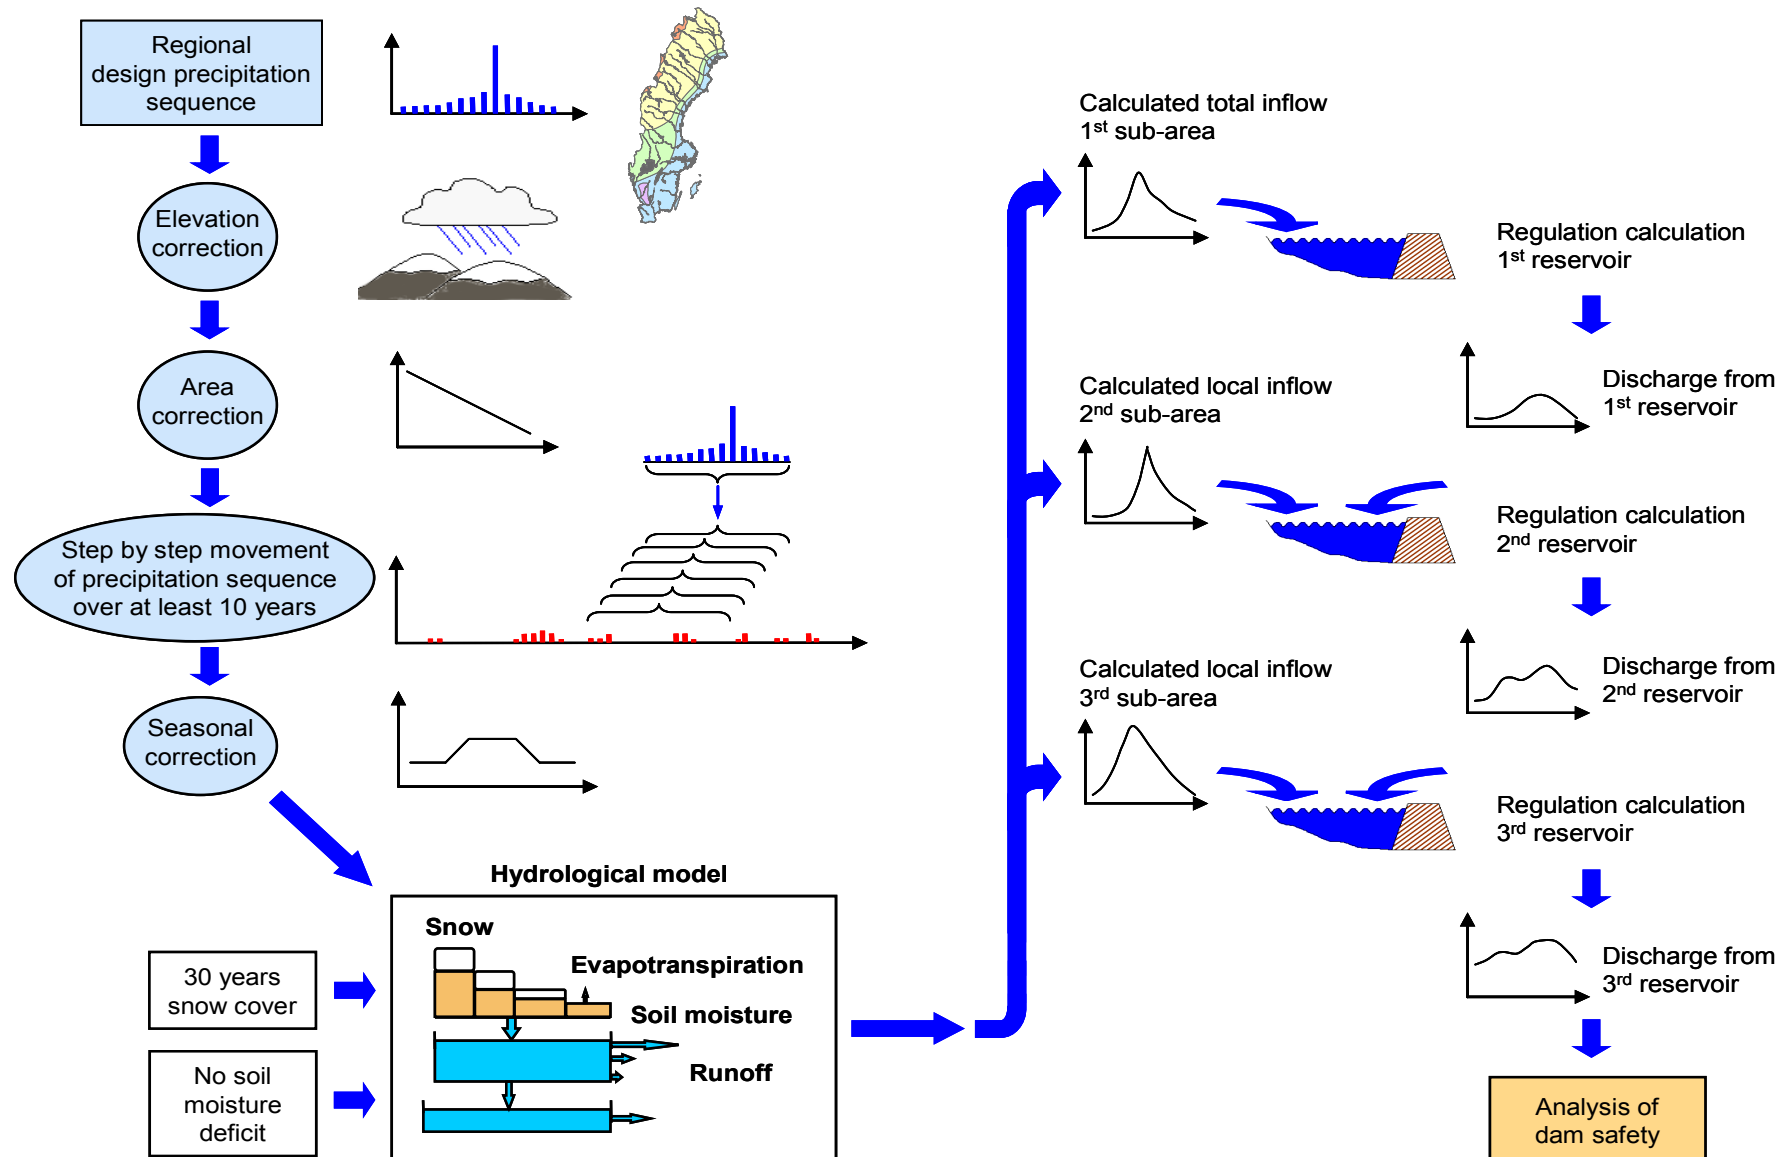 Regional
design precipitation
sequence
Elevation
correction
Area
correction
Step by step movement
of precipitation sequence
over at least 10 years
Seasonal
correction
30 years
snow cover
No soil
moisture
deficit
Hydrological model
Snow
Evapotranspiration
Soil moisture
Runoff
Calculated total inflow
1st sub-area
Regulation calculation
1st reservoir
Discharge from
1st reservoir
Calculated local inflow
2nd sub-area
Regulation calculation
2nd reservoir
Discharge from
2nd reservoir
Calculated local inflow
3rd sub-area
Regulation calculation
3rd reservoir
Discharge from
3rd reservoir
Analysis of
dam safety